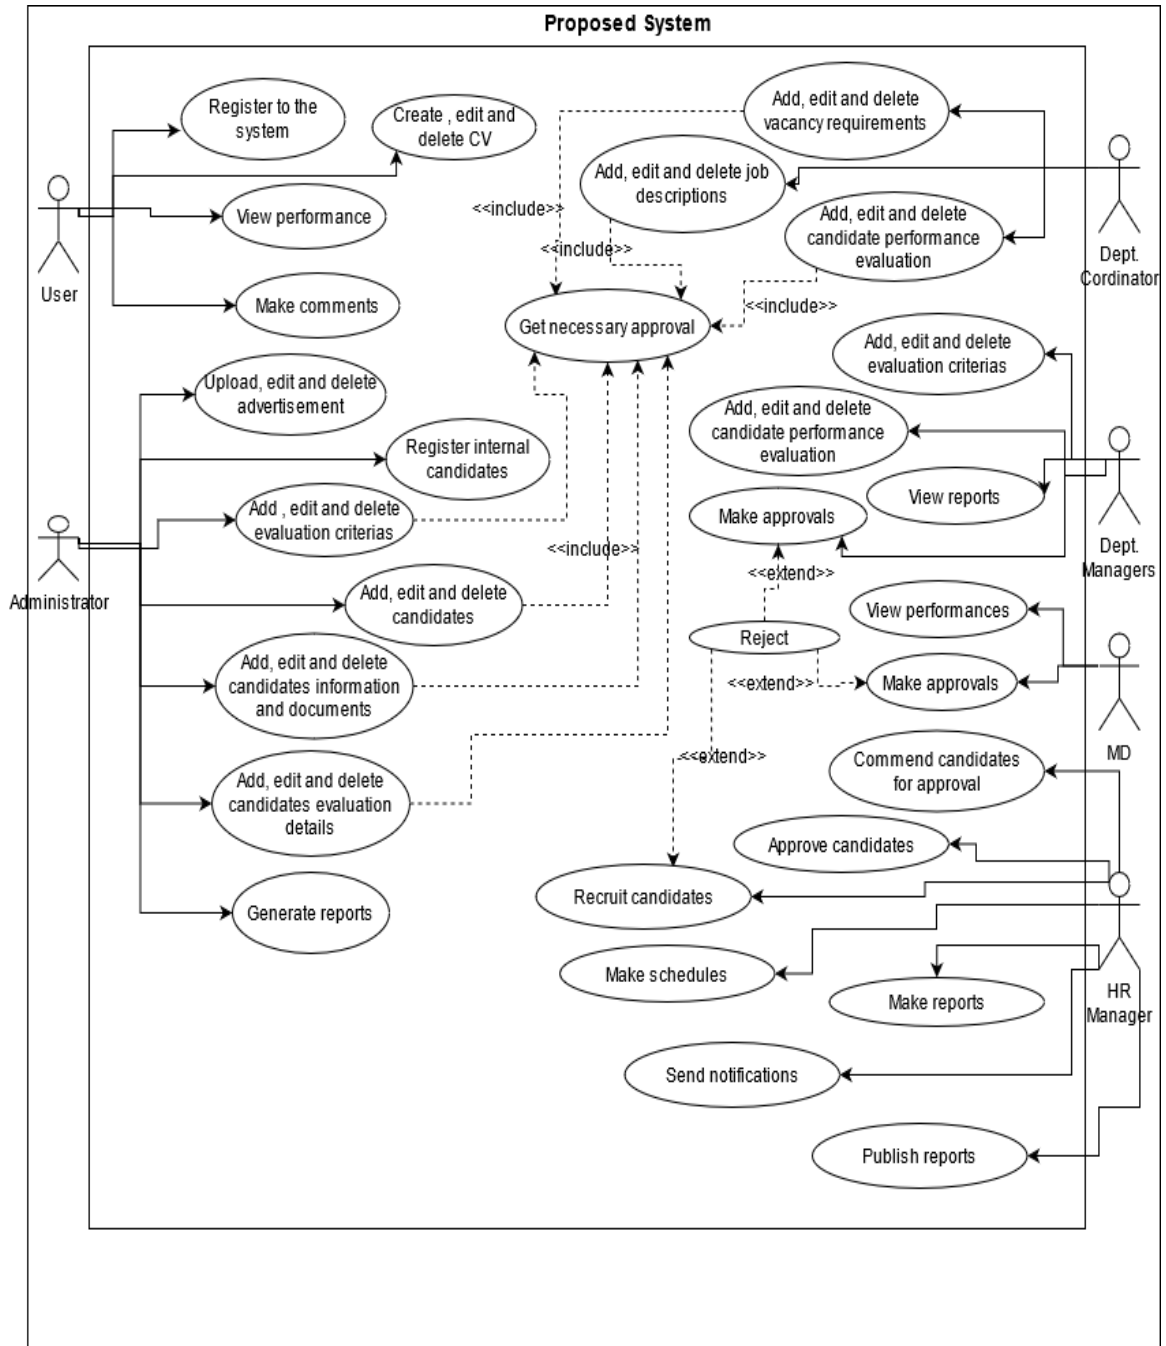 Proposed System
Register to the
system
Create , edit and
delete CV
View performance
Make comments
User
Add, edit and delete
vacancy requirements
Add, edit and delete job
descriptions
Add, edit and delete
candidate performance
evaluation
Dept.
Cordinator
<<include>>
<<include>>
<<include>>
Get necessary approval
Upload, edit and delete
advertisement
Register internal
candidates
Add , edit and delete
evaluation criterias
Add, edit and delete
candidates
Add, edit and delete
candidates information
and documents
Add, edit and delete
candidates evaluation
details
Generate reports
Administrator
<<include>>
Add, edit and delete
evaluation criterias
Add, edit and delete
candidate performance
evaluation
View reports
Make approvals
Dept.
Managers
<<extend>>
Reject
<<extend>>
<<extend>>
View performances
Make approvals
MD
Commend candidates
for approval
Approve candidates
Recruit candidates
Make schedules
Make reports
HR
Manager
Send notifications
Publish reports